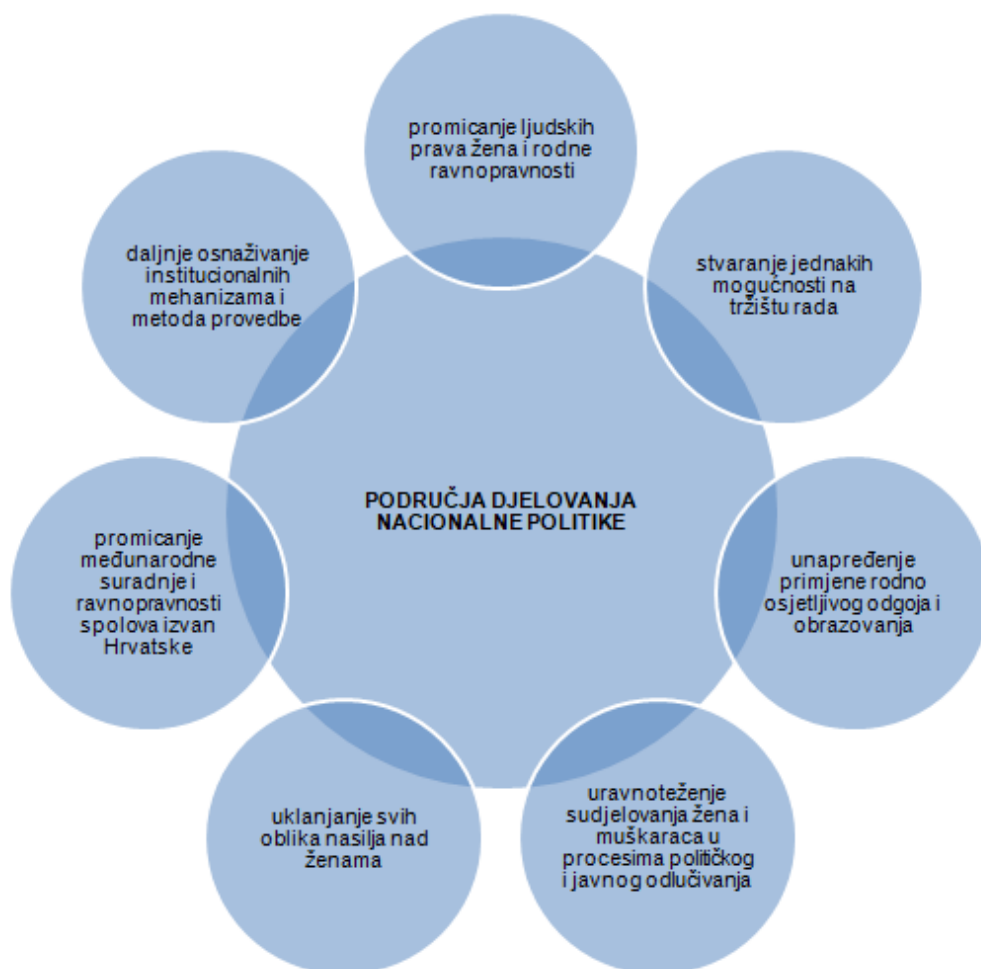 promicanje ljudskih
prava žena i rodne
ravnopravnosti
stvaranje jednakih
mogućnosti na
tržištu rada
unapređenje
primjene rodno
osjetljivog odgoja i
obrazovanja
uravnoteženje
sudjelovanja žena i
muškaraca u
procesima političkog
i javnog odlučivanja
uklanjanje svih
oblika nasilja nad
ženama
promicanje
međunarodne
suradnje i
ravnopravnosti
spolova izvan
Hrvatske
daljnje osnaživanje
institucionalnih
mehanizama i
metoda provedbe
PODRUČJA DJELOVANJA
NACIONALNE POLITIKE